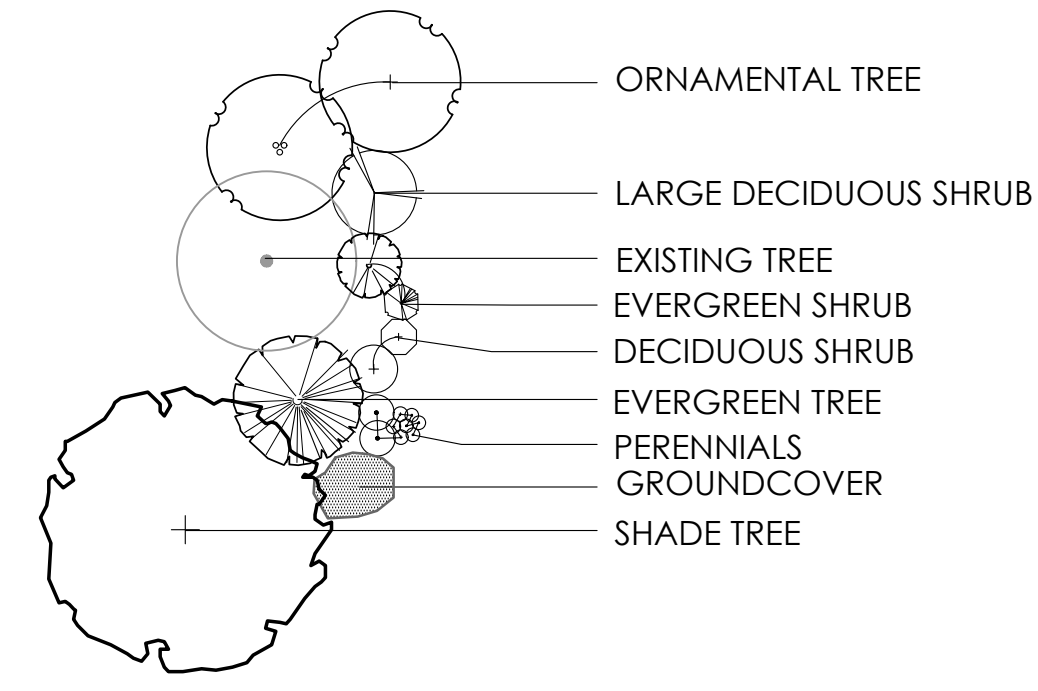 ORNAMENTAL TREE
LARGE DECIDUOUS SHRUB
EXISTING TREE
EVERGREEN SHRUB
DECIDUOUS SHRUB
EVERGREEN TREE
PERENNIALS
GROUNDCOVER
SHADE TREE